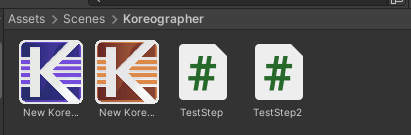 Assets > Scenes > Koreographer
New Kore...
New Kore...
TestStep
TestStep2